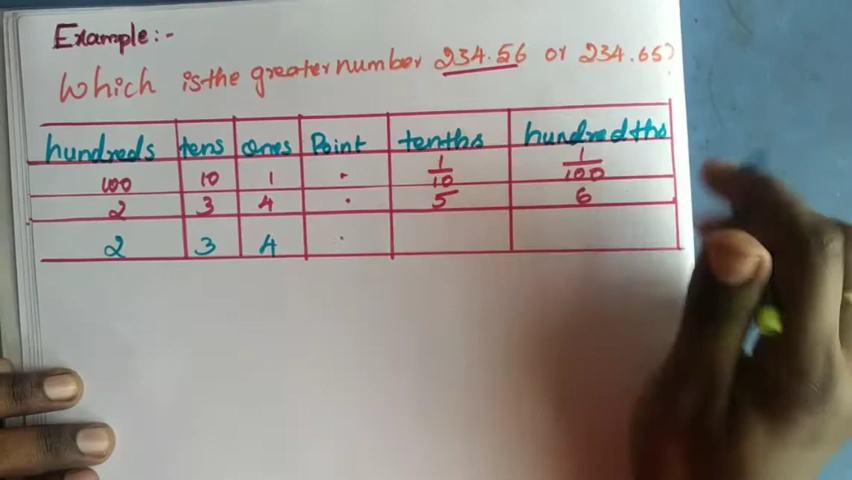 Example:-
Which is the greater number 234.56 or 234.65?
hundreds tens ones Point tenths hundredths
100 10 1 . 1/10 1/100
2 3 4 . 5 6
2 3 4 .